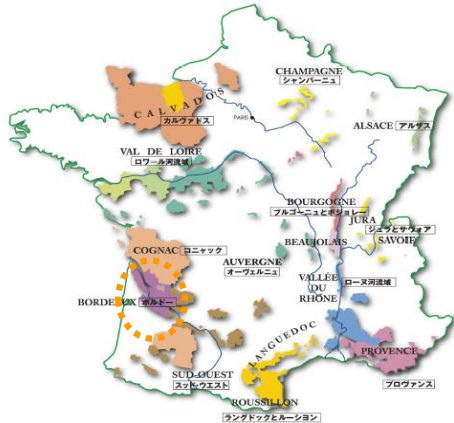 CHAMPAGNE
シャンパーニュ
CALVADOS
カルヴァドス
PARIS
ALSACE アルザス
VAL DE LOIRE
ロワール河流域
BOURGOGNE
ブルゴーニュとボジョレー
JURA
ジュラとサヴォア
SAVOIE
BEAUJOLAIS
COGNAC コニャック
AUVERGNE
オーヴェルニュ
VALLÉE
DU
RHÔNE
ローヌ河流域
BORDEAUX ボルドー
LANGUEDOC
PROVENCE
プロヴァンス
SUD-OUEST
スッド・ウエスト
ROUSSILLON
ラングドックとルーション